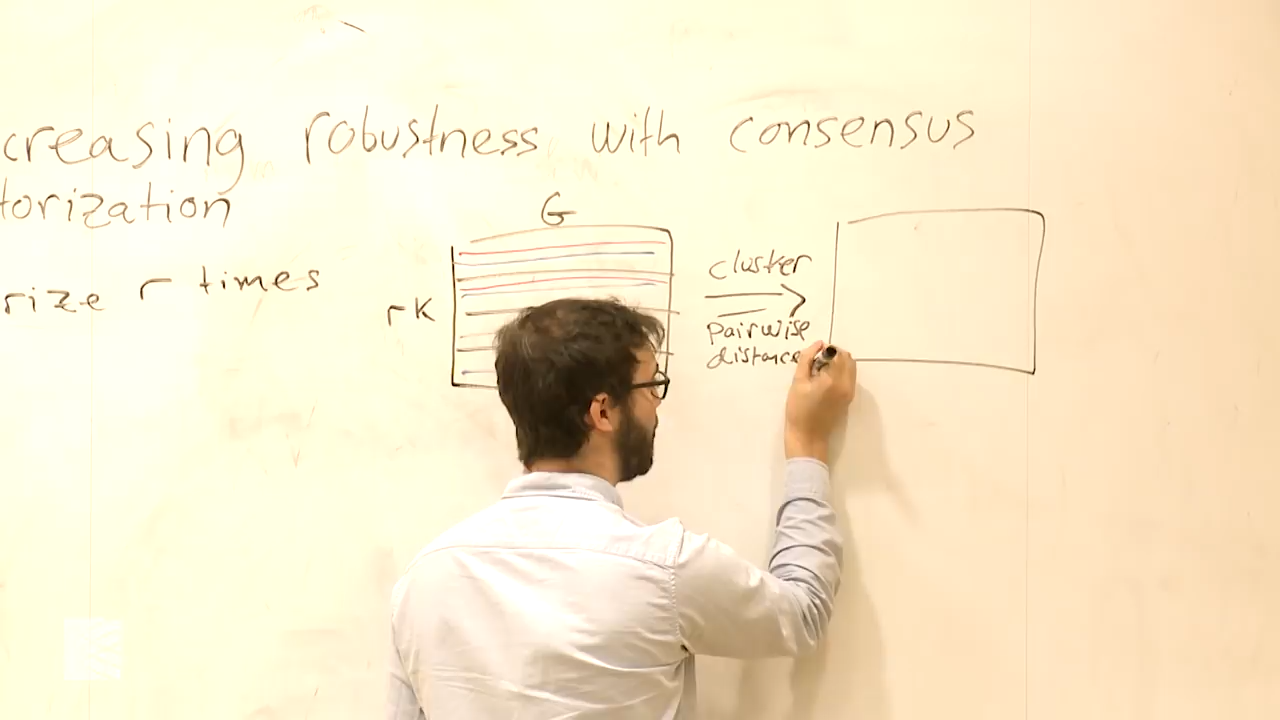 creasing robustness with consensus
torization
rize r times
G
rK
cluster
pairwise
distance